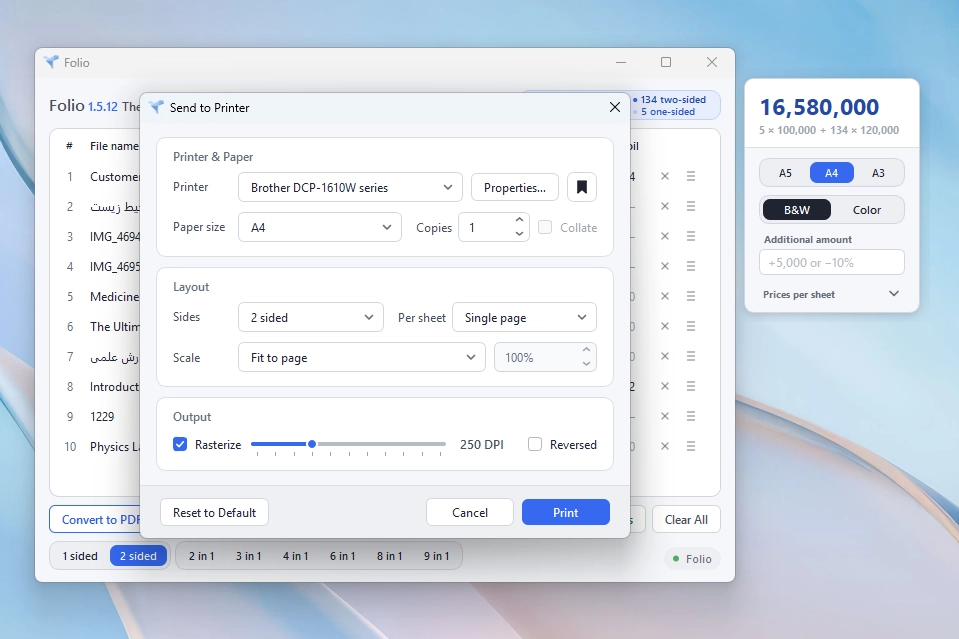 Folio
Folio 1.5.12 The
134 two-sided
5 one-sided
# File name
1 Custome
2 یط زیست
3 IMG_4694
4 IMG_4695
5 Medicine
6 The Ultim
7 رش علمی
8 Introduct
9 1229
10 Physics La
Convert to PDF
Clear All
1 sided 2 sided 2 in 1 3 in 1 4 in 1 6 in 1 8 in 1 9 in 1
Folio
Send to Printer
Printer & Paper
Printer Brother DCP-1610W series Properties...
Paper size A4 Copies 1 Collate
Layout
Sides 2 sided Per sheet Single page
Scale Fit to page 100%
Output
Rasterize 250 DPI Reversed
Reset to Default Cancel Print
16,580,000
5 × 100,000 + 134 × 120,000
A5 A4 A3
B&W Color
Additional amount
+5,000 or −10%
Prices per sheet